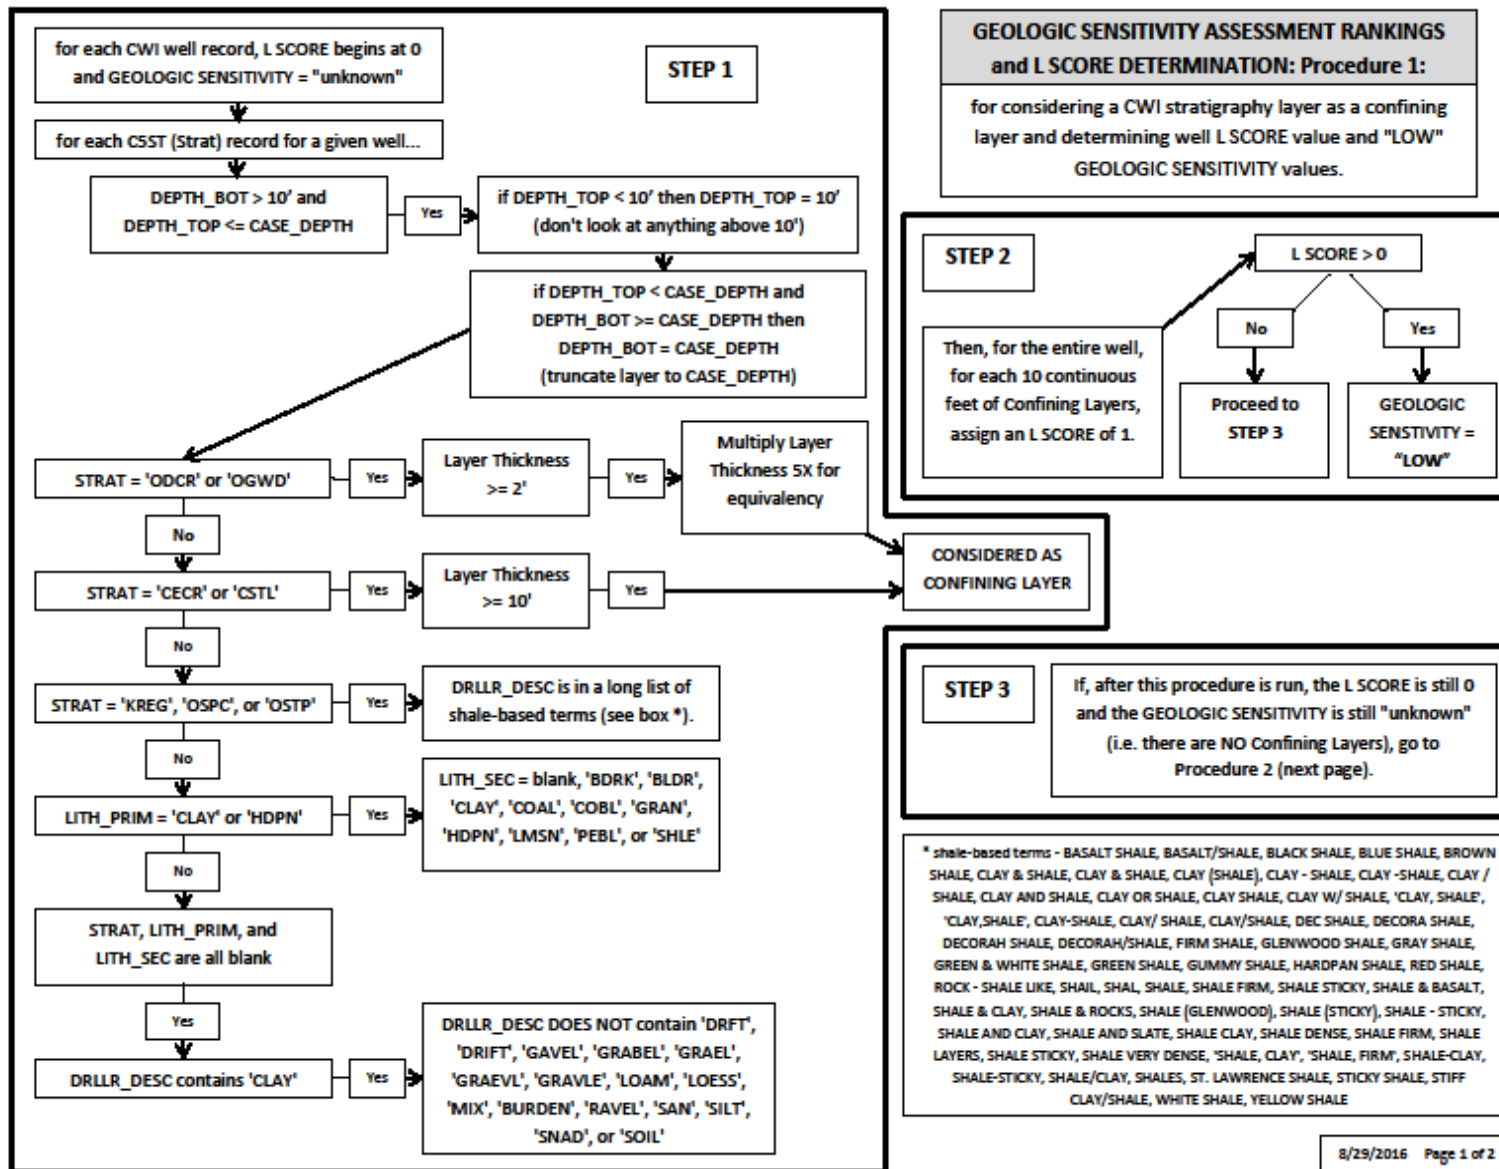 for each CWI well record, L SCORE begins at 0
and GEOLOGIC SENSITIVITY = "unknown"
STEP 1
for each C5ST (Strat) record for a given well...
DEPTH_BOT > 10' and
DEPTH_TOP <= CASE_DEPTH
Yes
if DEPTH_TOP < 10' then DEPTH_TOP = 10'
(don't look at anything above 10')
if DEPTH_TOP < CASE_DEPTH and
DEPTH_BOT >= CASE_DEPTH then
DEPTH_BOT = CASE_DEPTH
(truncate layer to CASE_DEPTH)
STRAT = 'ODCR' or 'OGWD'
Yes
Layer Thickness
>= 2'
Yes
Multiply Layer
Thickness 5X for
equivalency
No
CONSIDERED AS
CONFINING LAYER
STRAT = 'CECR' or 'CSTL'
Yes
Layer Thickness
>= 10'
Yes
No
STRAT = 'KREG', 'OSPC', or 'OSTP'
Yes
DRLLR_DESC is in a long list of
shale-based terms (see box *).
No
LITH_PRIM = 'CLAY' or 'HDPN'
Yes
LITH_SEC = blank, 'BDRK', 'BLDR',
'CLAY', 'COAL', 'COBL', 'GRAN',
'HDPN', 'LMSN', 'PEBL', or 'SHLE'
No
STRAT, LITH_PRIM, and
LITH_SEC are all blank
Yes
DRLLR_DESC contains 'CLAY'
Yes
DRLLR_DESC DOES NOT contain 'DRFT',
'DRIFT', 'GAVEL', 'GRABEL', 'GRAEL',
'GRAEVL', 'GRAVLE', 'LOAM', 'LOESS',
'MIX', 'BURDEN', 'RAVEL', 'SAN', 'SILT',
'SNAD', or 'SOIL'
GEOLOGIC SENSITIVITY ASSESSMENT RANKINGS
and L SCORE DETERMINATION: Procedure 1:
for considering a CWI stratigraphy layer as a confining
layer and determining well L SCORE value and "LOW"
GEOLOGIC SENSITIVITY values.
STEP 2
L SCORE > 0
Then, for the entire well,
for each 10 continuous
feet of Confining Layers,
assign an L SCORE of 1.
No
Yes
Proceed to
STEP 3
GEOLOGIC
SENSTIVITY =
"LOW"
STEP 3
If, after this procedure is run, the L SCORE is still 0
and the GEOLOGIC SENSITIVITY is still "unknown"
(i.e. there are NO Confining Layers), go to
Procedure 2 (next page).
* shale-based terms - BASALT SHALE, BASALT/SHALE, BLACK SHALE, BLUE SHALE, BROWN
SHALE, CLAY & SHALE, CLAY & SHALE, CLAY (SHALE), CLAY - SHALE, CLAY -SHALE, CLAY /
SHALE, CLAY AND SHALE, CLAY OR SHALE, CLAY SHALE, CLAY W/ SHALE, 'CLAY, SHALE',
'CLAY,SHALE', CLAY-SHALE, CLAY/ SHALE, CLAY/SHALE, DEC SHALE, DECORA SHALE,
DECORAH SHALE, DECORAH/SHALE, FIRM SHALE, GLENWOOD SHALE, GRAY SHALE,
GREEN & WHITE SHALE, GREEN SHALE, GUMMY SHALE, HARDPAN SHALE, RED SHALE,
ROCK - SHALE LIKE, SHAIL, SHAL, SHALE, SHALE FIRM, SHALE STICKY, SHALE & BASALT,
SHALE & CLAY, SHALE & ROCKS, SHALE (GLENWOOD), SHALE (STICKY), SHALE - STICKY,
SHALE AND CLAY, SHALE AND SLATE, SHALE CLAY, SHALE DENSE, SHALE FIRM, SHALE
LAYERS, SHALE STICKY, SHALE VERY DENSE, 'SHALE, CLAY', 'SHALE, FIRM', SHALE-CLAY,
SHALE-STICKY, SHALE/CLAY, SHALES, ST. LAWRENCE SHALE, STICKY SHALE, STIFF
CLAY/SHALE, WHITE SHALE, YELLOW SHALE
8/29/2016 Page 1 of 2